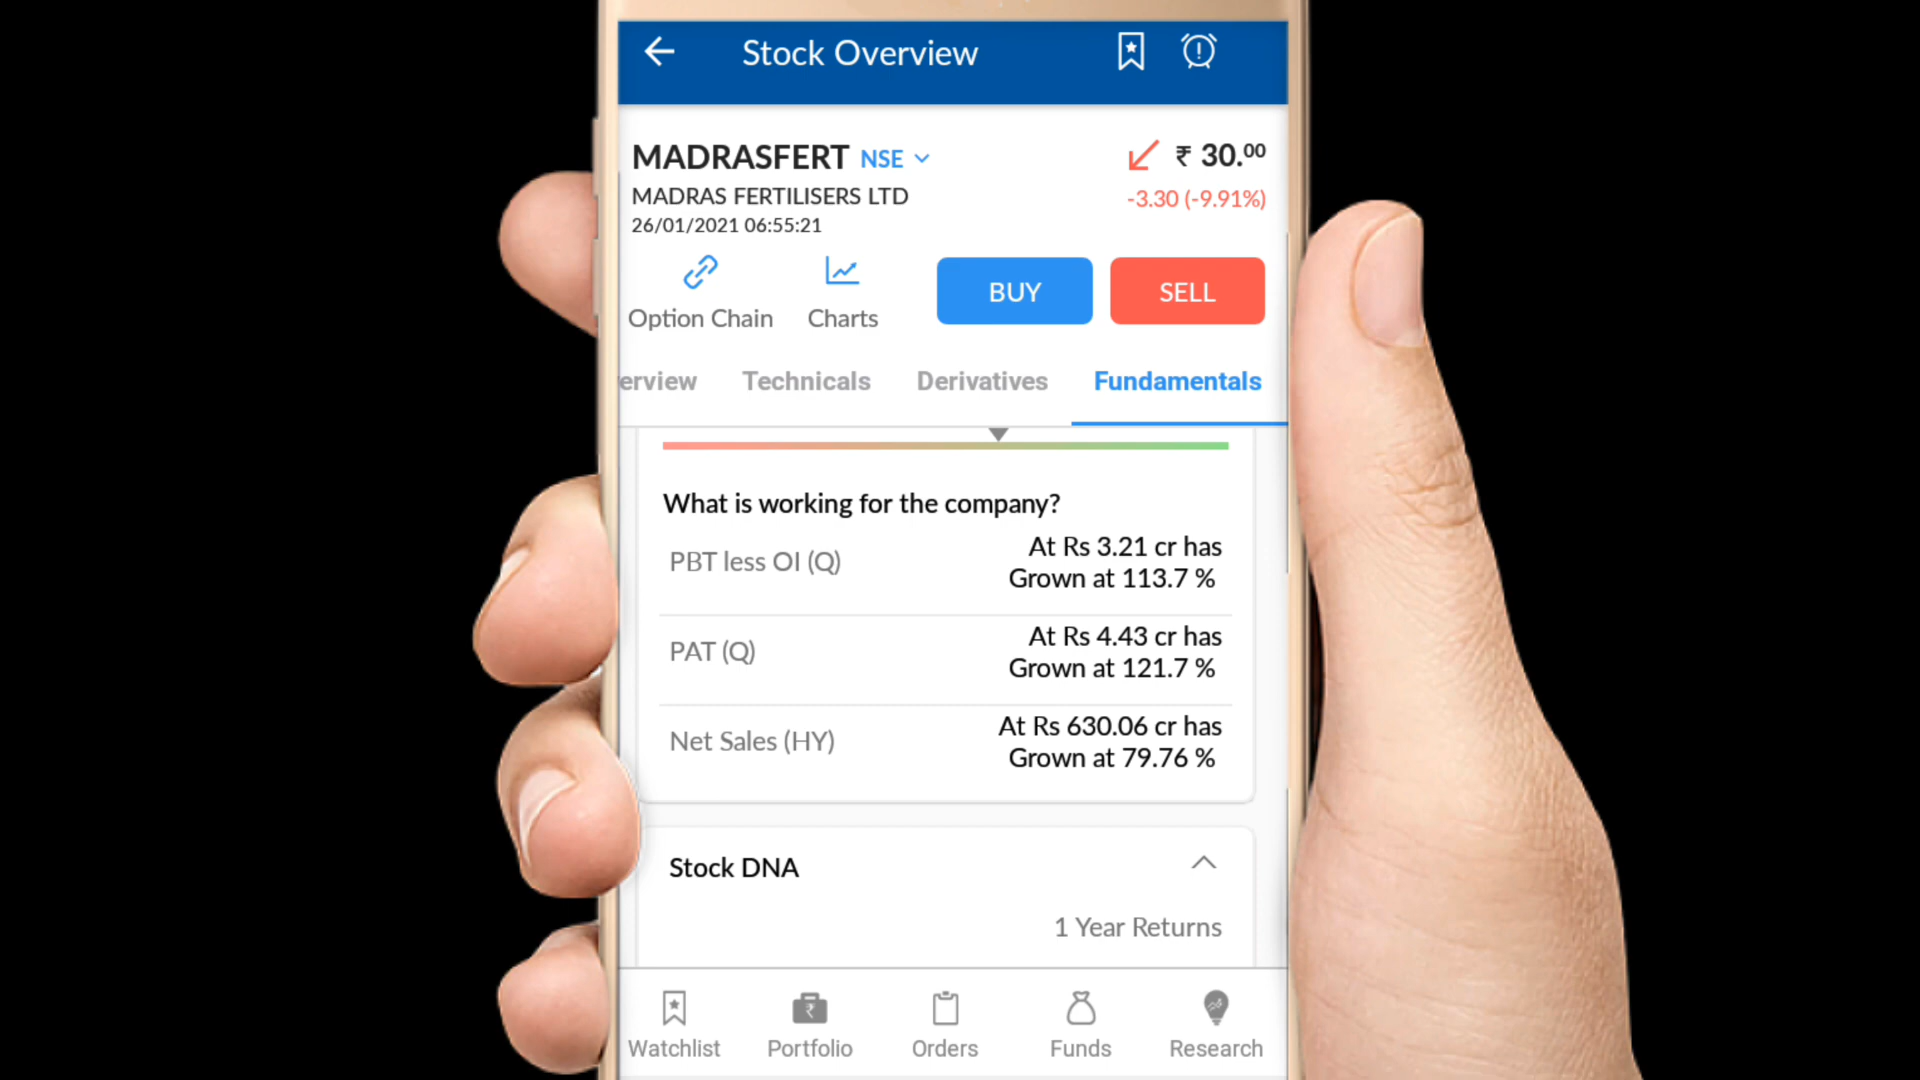 Stock Overview
MADRASFERT NSE
₹ 30.00
MADRAS FERTILISERS LTD
-3.30 (-9.91%)
26/01/2021 06:55:21
Option Chain
Charts
BUY
SELL
erview
Technicals
Derivatives
Fundamentals
What is working for the company?
PBT less OI (Q)
At Rs 3.21 cr has
Grown at 113.7 %
PAT (Q)
At Rs 4.43 cr has
Grown at 121.7 %
Net Sales (HY)
At Rs 630.06 cr has
Grown at 79.76 %
Stock DNA
1 Year Returns
Watchlist
Portfolio
Orders
Funds
Research